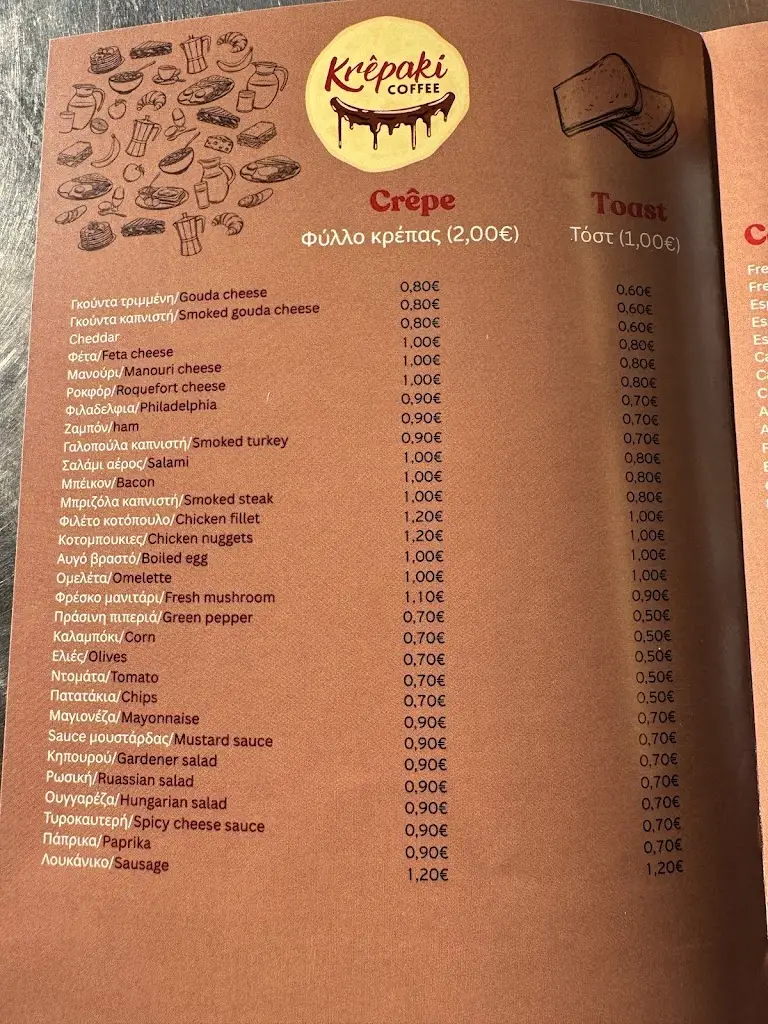 Krêpaki
COFFEE
Crêpe Toast
Φύλλο κρέπας (2,00€) Τόστ (1,00€)
Γκούντα τριμμένη/Gouda cheese 0,80€ 0,60€
Γκούντα καπνιστή/Smoked gouda cheese 0,80€ 0,60€
Cheddar 0,80€ 0,60€
Φέτα/Feta cheese 1,00€ 0,80€
Μανούρι/Manouri cheese 1,00€ 0,80€
Ροκφόρ/Roquefort cheese 1,00€ 0,80€
Φιλαδελφια/Philadelphia 0,90€ 0,70€
Ζαμπόν/ham 0,90€ 0,70€
Γαλοπούλα καπνιστή/Smoked turkey 0,90€ 0,70€
Σαλάμι αέρος/Salami 1,00€ 0,80€
Μπέικον/Bacon 1,00€ 0,80€
Μπριζόλα καπνιστή/Smoked steak 1,00€ 0,80€
Φιλέτο κοτόπουλο/Chicken fillet 1,20€ 1,00€
Κοτομπουκιες/Chicken nuggets 1,20€ 1,00€
Αυγό βραστό/Boiled egg 1,00€ 1,00€
Ομελέτα/Omelette 1,00€ 1,00€
Φρέσκο μανιτάρι/Fresh mushroom 1,10€ 0,90€
Πράσινη πιπεριά/Green pepper 0,70€ 0,50€
Καλαμπόκι/Corn 0,70€ 0,50€
Ελιές/Olives 0,70€ 0,50€
Ντομάτα/Tomato 0,70€ 0,50€
Πατατάκια/Chips 0,70€ 0,50€
Μαγιονέζα/Mayonnaise 0,90€ 0,70€
Sauce μουστάρδας/Mustard sauce 0,90€ 0,70€
Κηπουρού/Gardener salad 0,90€ 0,70€
Ρωσική/Ruassian salad 0,90€ 0,70€
Ουγγαρέζα/Hungarian salad 0,90€ 0,70€
Τυροκαυτερή/Spicy cheese sauce 0,90€ 0,70€
Πάπρικα/Paprika 0,90€ 0,70€
Λουκάνικο/Sausage 1,20€ 1,20€